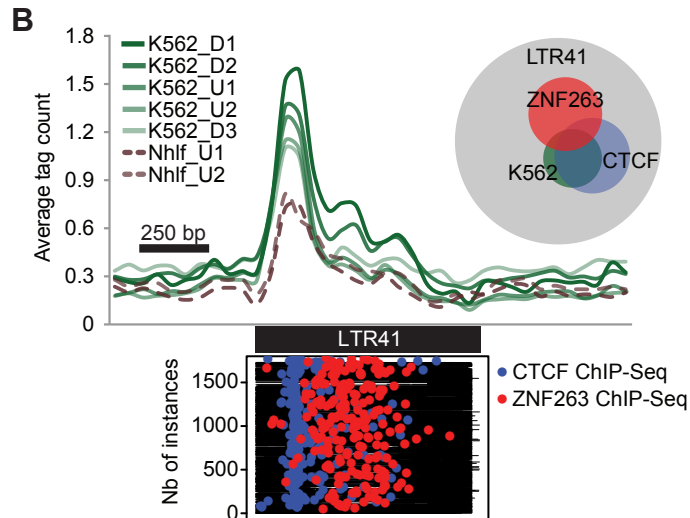 B
Average tag count
1.8
1.5
1.2
0.9
0.6
0.3
0
K562_D1
K562_D2
K562_U1
K562_U2
K562_D3
Nhlf_U1
Nhlf_U2
250 bp
LTR41
ZNF263
K562
CTCF
LTR41
Nb of instances
1500
1000
500
0
CTCF ChIP-Seq
ZNF263 ChIP-Seq